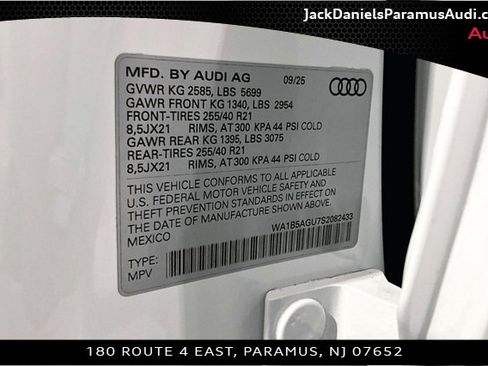 JackDanielsParamusAudi.c
Au
MFD. BY AUDI AG 09/25
GVWR KG 2585, LBS 5699
GAWR FRONT KG 1340, LBS 2954
FRONT-TIRES 255/40 R21
8,5JX21 RIMS, AT 300 KPA 44 PSI COLD
GAWR REAR KG 1395, LBS 3075
REAR-TIRES 255/40 R21
8,5JX21 RIMS, AT 300 KPA 44 PSI COLD
THIS VEHICLE CONFORMS TO ALL APPLICABLE
U.S. FEDERAL MOTOR VEHICLE SAFETY AND
THEFT PREVENTION STANDARDS IN EFFECT ON
THE DATE OF MANUFACTURE SHOWN ABOVE.
MEXICO
WA1B5AGU7S2082433
TYPE:
MPV
180 ROUTE 4 EAST, PARAMUS, NJ 07652